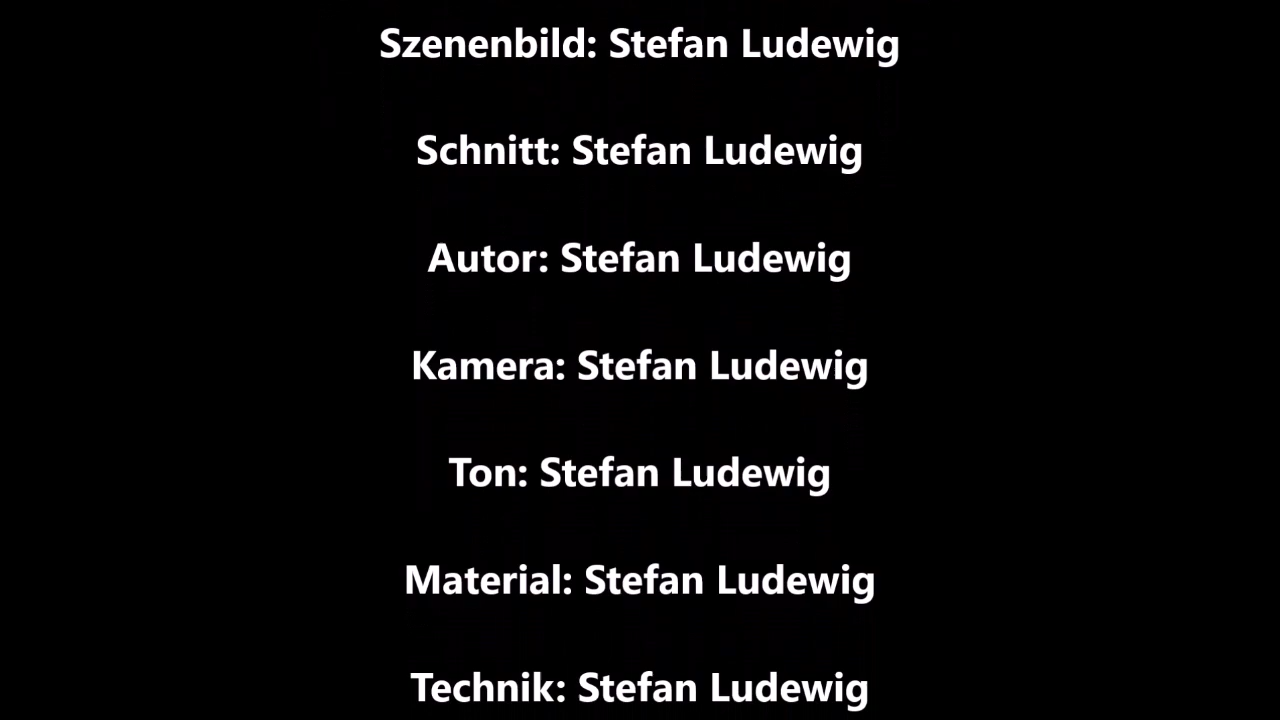 Szenenbild: Stefan Ludewig
Schnitt: Stefan Ludewig
Autor: Stefan Ludewig
Kamera: Stefan Ludewig
Ton: Stefan Ludewig
Material: Stefan Ludewig
Technik: Stefan Ludewig